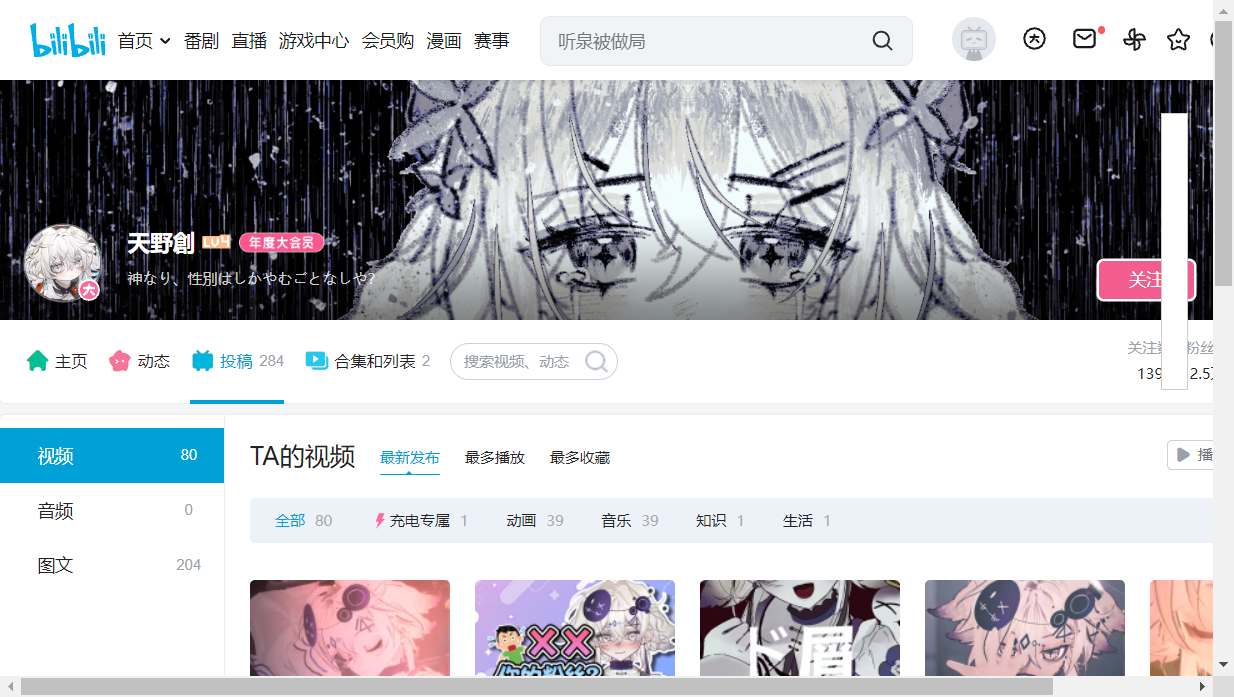 bilibili 首页 番剧 直播 游戏中心 会员购 漫画 赛事 听泉被做局
天野創 LV4 年度大会员
神なり、性別はしかやむごとなしや?
大
关注
主页 动态 投稿 284 合集和列表 2 搜索视频、动态
关注 粉丝
139 2.5
视频 80
音频 0
图文 204
TA的视频 最新发布 最多播放 最多收藏 播
全部 80 充电专属 1 动画 39 音乐 39 知识 1 生活 1
XX
你的粉丝?